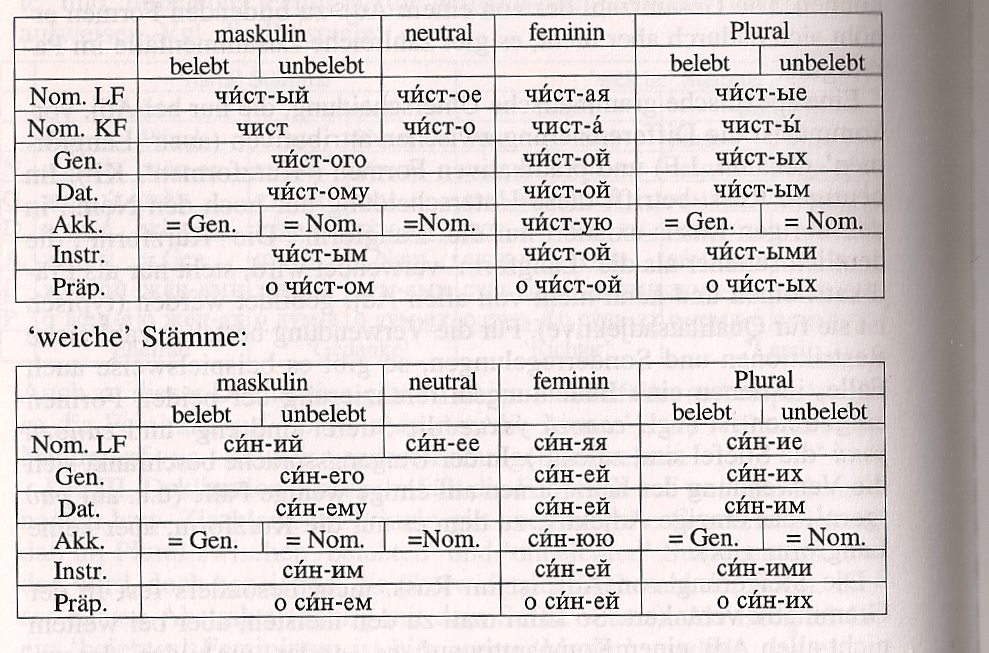 maskulin neutral feminin Plural
belebt unbelebt belebt unbelebt
Nom. LF чи́ст-ый чи́ст-ое чи́ст-ая чи́ст-ые
Nom. KF чист чи́ст-о чист-а́ чист-ы́
Gen. чи́ст-ого чи́ст-ой чи́ст-ых
Dat. чи́ст-ому чи́ст-ой чи́ст-ым
Akk. = Gen. = Nom. =Nom. чи́ст-ую = Gen. = Nom.
Instr. чи́ст-ым чи́ст-ой чи́ст-ыми
Präp. о чи́ст-ом о чи́ст-ой о чи́ст-ых
‘weiche’ Stämme:
maskulin neutral feminin Plural
belebt unbelebt belebt unbelebt
Nom. LF си́н-ий си́н-ее си́н-яя си́н-ие
Gen. си́н-его си́н-ей си́н-их
Dat. си́н-ему си́н-ей си́н-им
Akk. = Gen. = Nom. =Nom. си́н-юю = Gen. = Nom.
Instr. си́н-им си́н-ей си́н-ими
Präp. о си́н-ем о си́н-ей о си́н-их